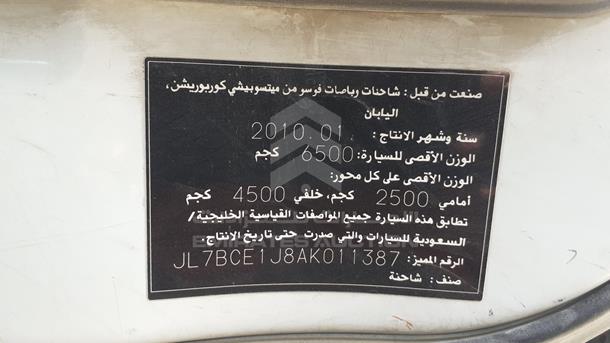 صنعت من قبل: شاحنات وباصات فوسو من ميتسوبيشي كوربوريشن،
اليابان
سنة وشهر الانتاج: 2010.01
الوزن الأقصى للسيارة: 6500 كجم
الوزن الأقصى على كل محور:
أمامي 2500 كجم، خلفي 4500 كجم
تطابق هذه السيارة جميع المواصفات القياسية الخليجية/
السعودية للسيارات والتي صدرت حتى تاريخ الانتاج.
EMIRATES AUCTION
الرقم المميز: JL7BCE1J8AK011387
صنف: شاحنة